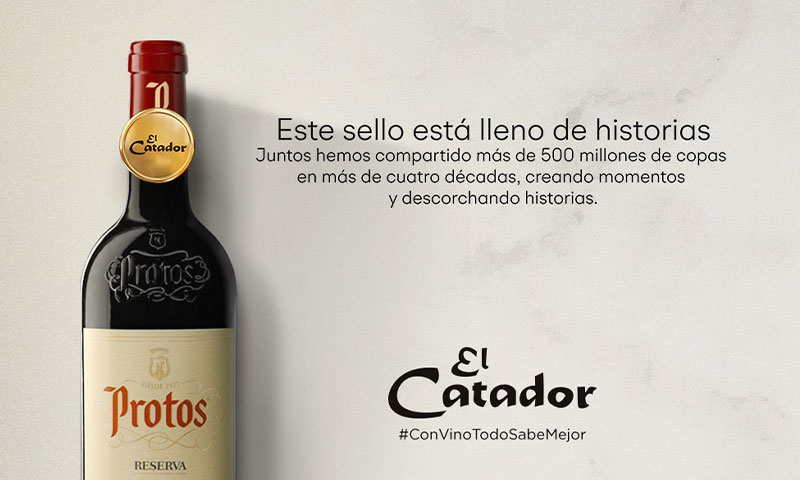 P
El
Catador
Protos
DESDE 1927
Protos
RESERVA
Este sello está lleno de historias
Juntos hemos compartido más de 500 millones de copas
en más de cuatro décadas, creando momentos
y descorchando historias.
El
Catador
#ConVinoTodoSabeMejor